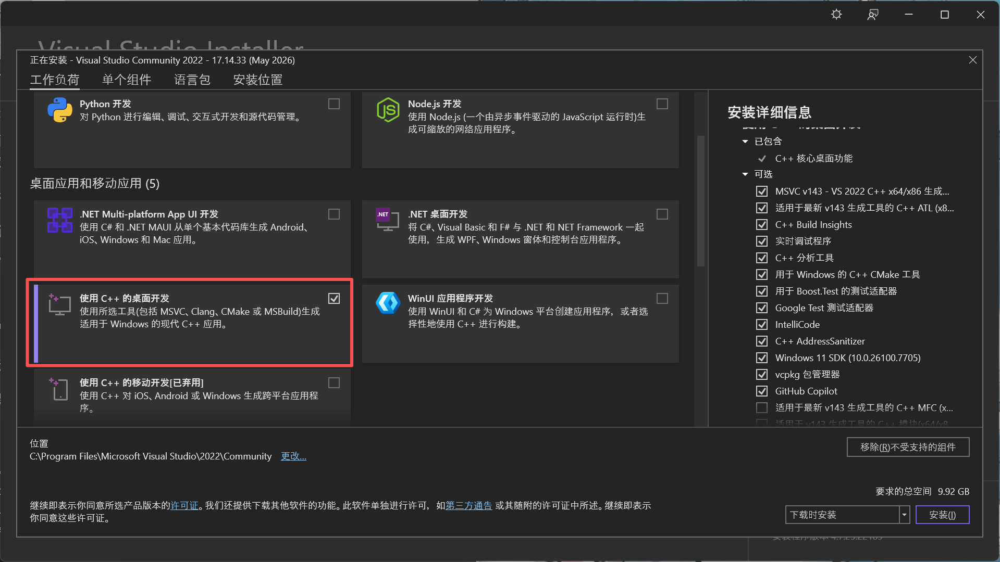 Visual Studio Installer
正在安装 - Visual Studio Community 2022 - 17.14.33 (May 2026)
工作负荷
单个组件
语言包
安装位置
Python 开发
对 Python 进行编辑、调试、交互式开发和源代码管理。
Node.js 开发
使用 Node.js (一个由异步事件驱动的 JavaScript 运行时)生
成可缩放的网络应用程序。
桌面应用和移动应用 (5)
.NET Multi-platform App UI 开发
使用 C# 和 .NET MAUI 从单个基本代码库生成 Android、
iOS、Windows 和 Mac 应用。
.NET
.NET 桌面开发
将 C#、Visual Basic 和 F# 与 .NET 和 NET Framework 一起
使用，生成 WPF、Windows 窗体和控制台应用程序。
使用 C++ 的桌面开发
使用所选工具(包括 MSVC、Clang、CMake 或 MSBuild)生成
适用于 Windows 的现代 C++ 应用。
WinUI 应用程序开发
使用 WinUI 和 C# 为 Windows 平台创建应用程序，或者选
择性地使用 C++ 进行构建。
使用 C++ 的移动开发[已弃用]
使用 C++ 对 iOS、Android 或 Windows 生成跨平台应用程
序。
安装详细信息
使用 C++ 的桌面开发
已包含
C++ 核心桌面功能
可选
MSVC v143 - VS 2022 C++ x64/x86 生成...
适用于最新 v143 生成工具的 C++ ATL (x8...
C++ Build Insights
实时调试程序
C++ 分析工具
用于 Windows 的 C++ CMake 工具
用于 Boost.Test 的测试适配器
Google Test 测试适配器
IntelliCode
C++ AddressSanitizer
Windows 11 SDK (10.0.26100.7705)
vcpkg 包管理器
GitHub Copilot
适用于最新 v143 生成工具的 C++ MFC (x...
适用于 v143 生成工具的 C++ 模块(x64/x8
位置
C:\Program Files\Microsoft Visual Studio\2022\Community 更改...
移除(R)不受支持的组件
要求的总空间 9.92 GB
继续即表示你同意所选产品版本的许可证。我们还提供下载其他软件的功能。此软件单独进行许可，如第三方通告 或其随附的许可证中所述。继续即表示
你同意这些许可证。
下载时安装
安装(I)